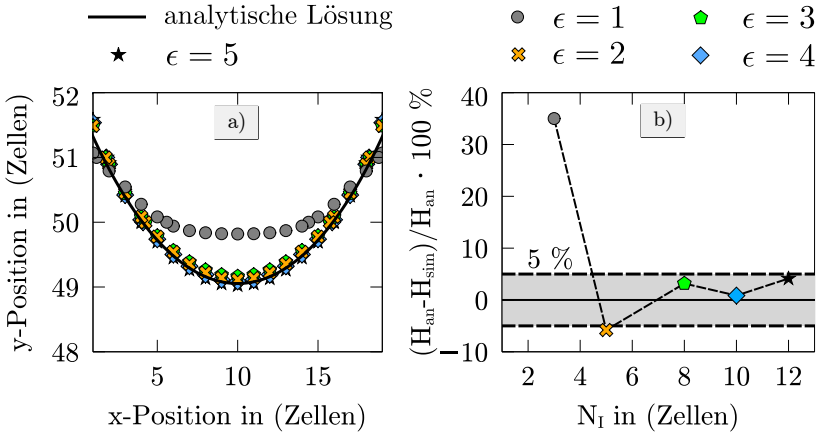 analytische Lösung
ϵ = 5
ϵ = 1
ϵ = 2
ϵ = 3
ϵ = 4
a)
y-Position in (Zellen)
52
51
50
49
48
5
10
15
x-Position in (Zellen)
b)
(H_an-H_sim)/H_an · 100 %
40
30
20
10
0
−10
5 %
2
4
6
8
10
12
N_I in (Zellen)